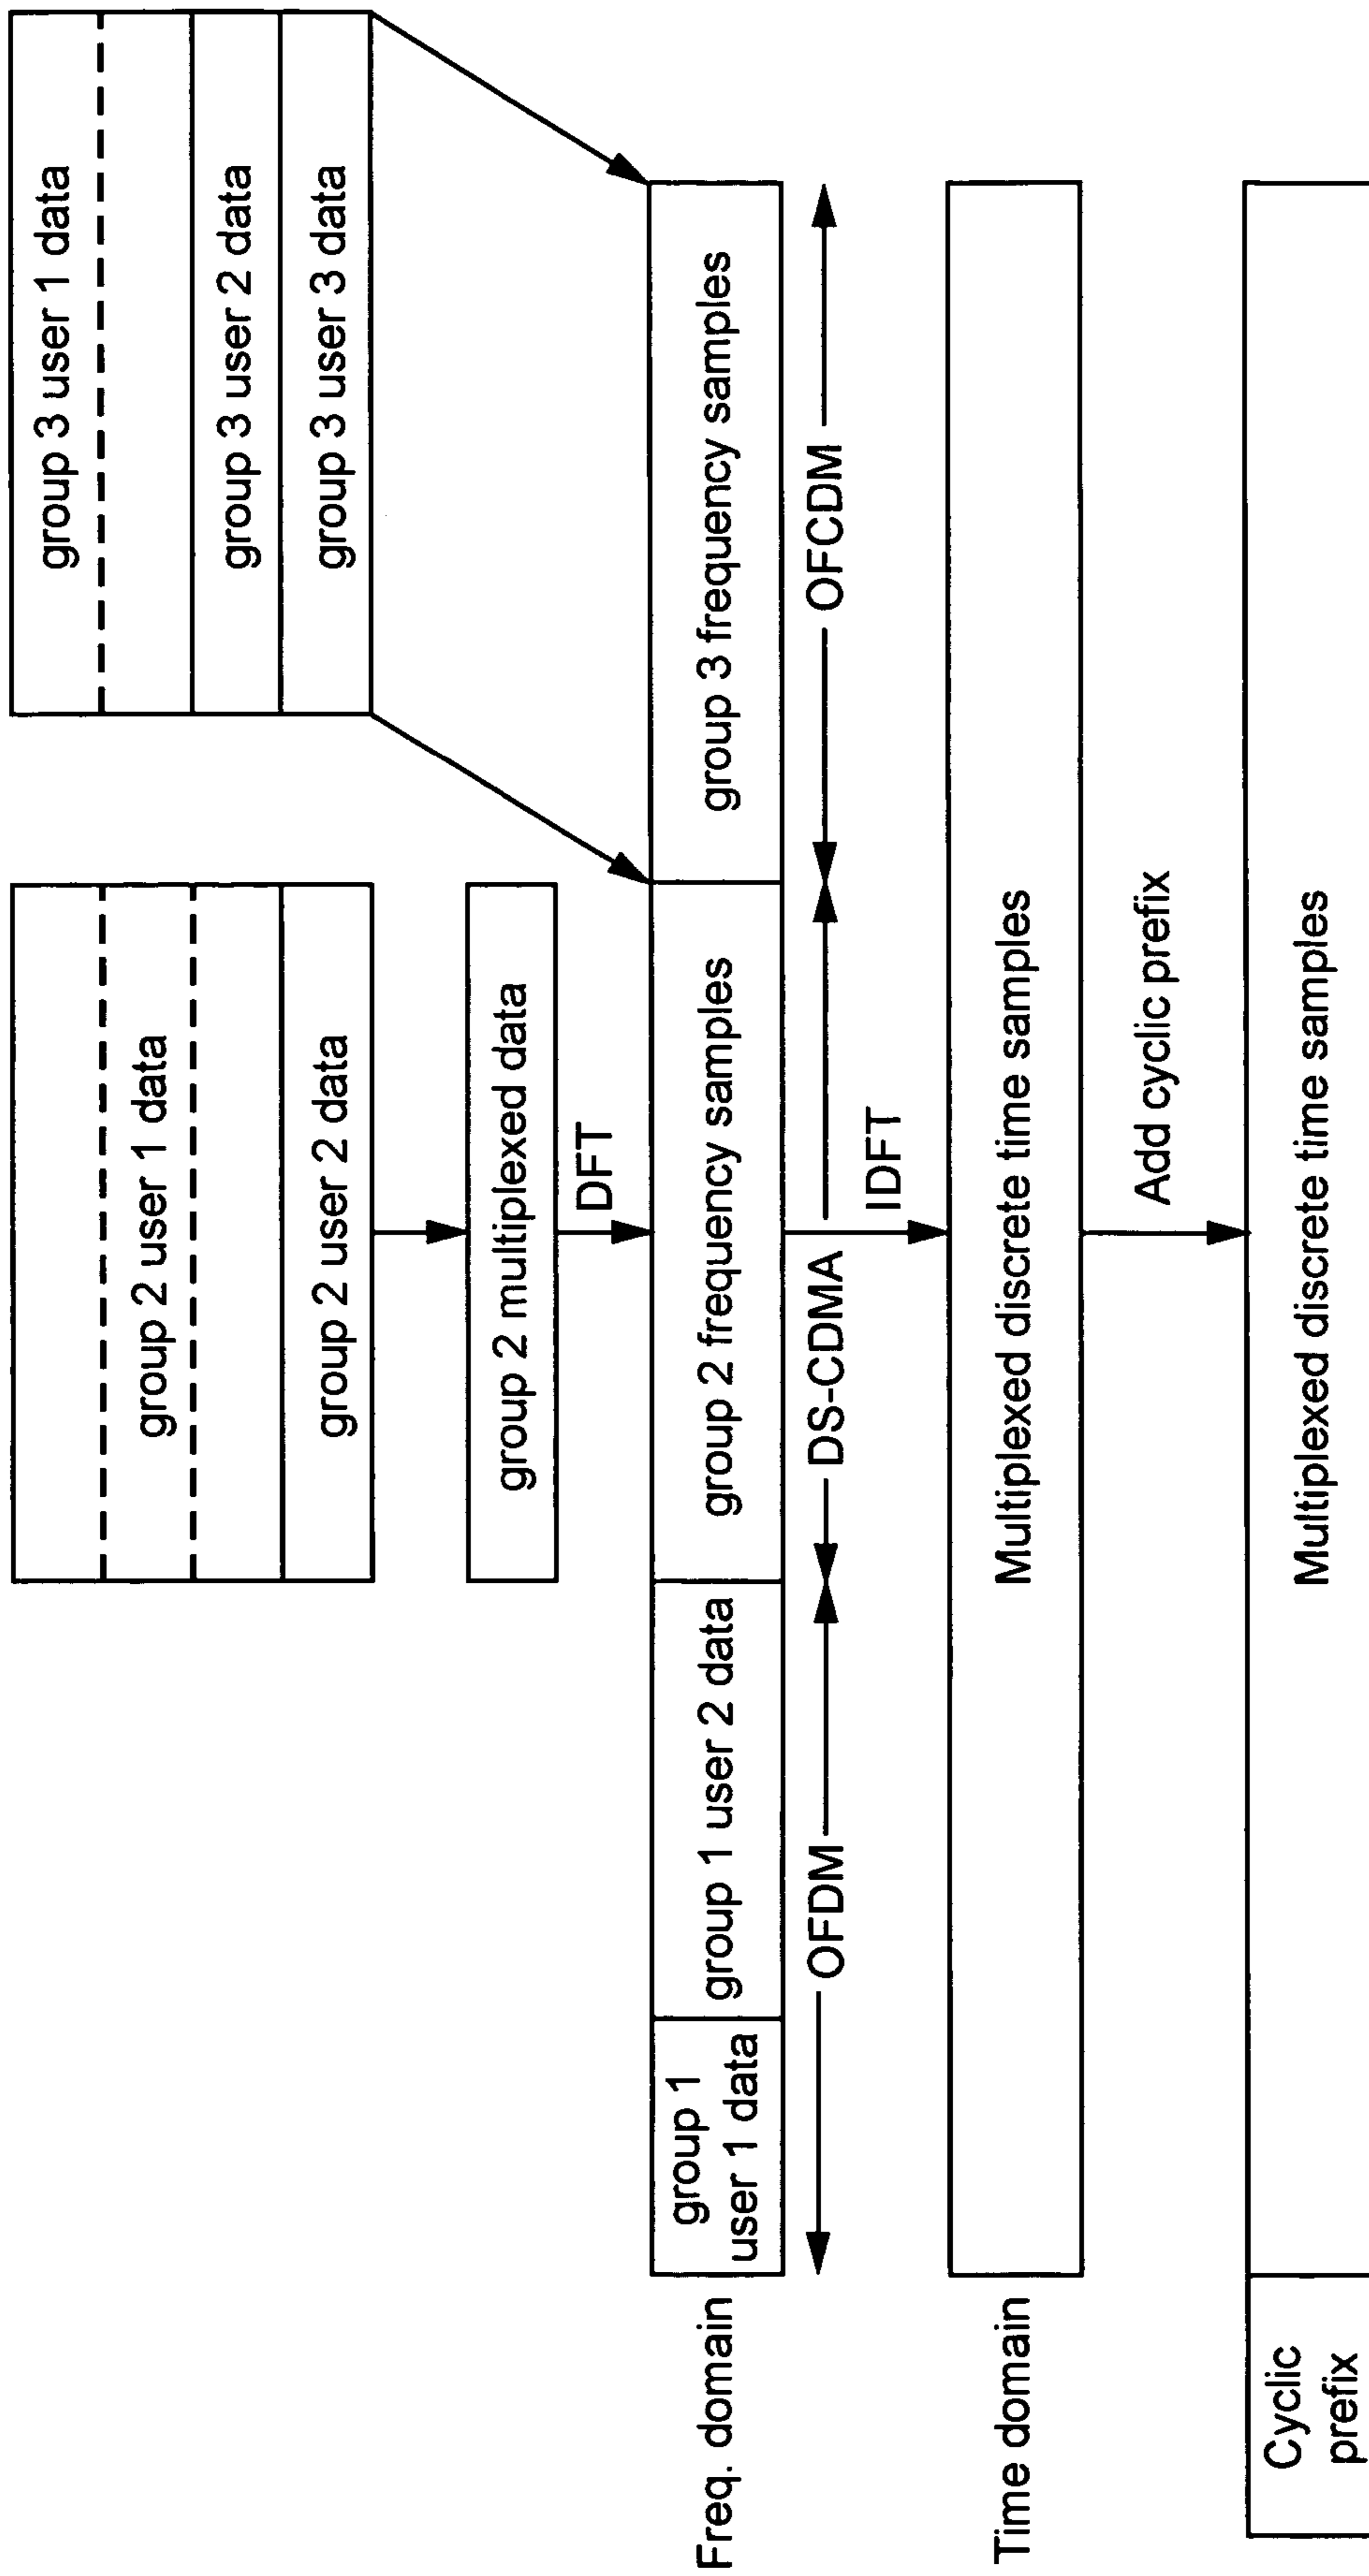 group 2 user 1 data
group 2 user 2 data
group 3 user 1 data
group 3 user 2 data
group 3 user 3 data
group 2 multiplexed data
DFT
Freq. domain
group 1
user 1 data
group 1 user 2 data
group 2 frequency samples
group 3 frequency samples
OFDM
DS-CDMA
OFCDM
IDFT
Time domain
Multiplexed discrete time samples
Add cyclic prefix
Cyclic
prefix
Multiplexed discrete time samples